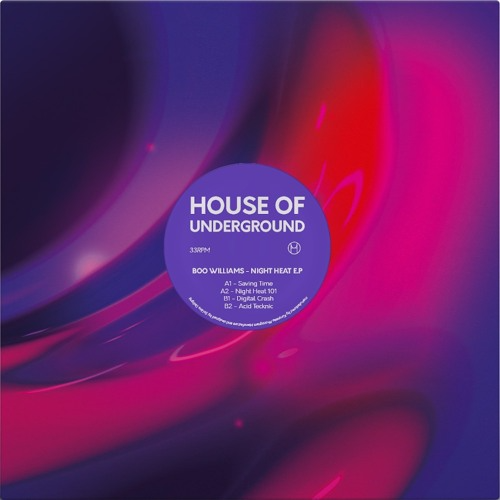 HOUSE OF
UNDERGROUND
33RPM
BOO WILLIAMS - NIGHT HEAT E.P
A1 - Saving Time
A2 - Night Heat 101
B1 - Digital Crash
B2 - Acid Tecknic